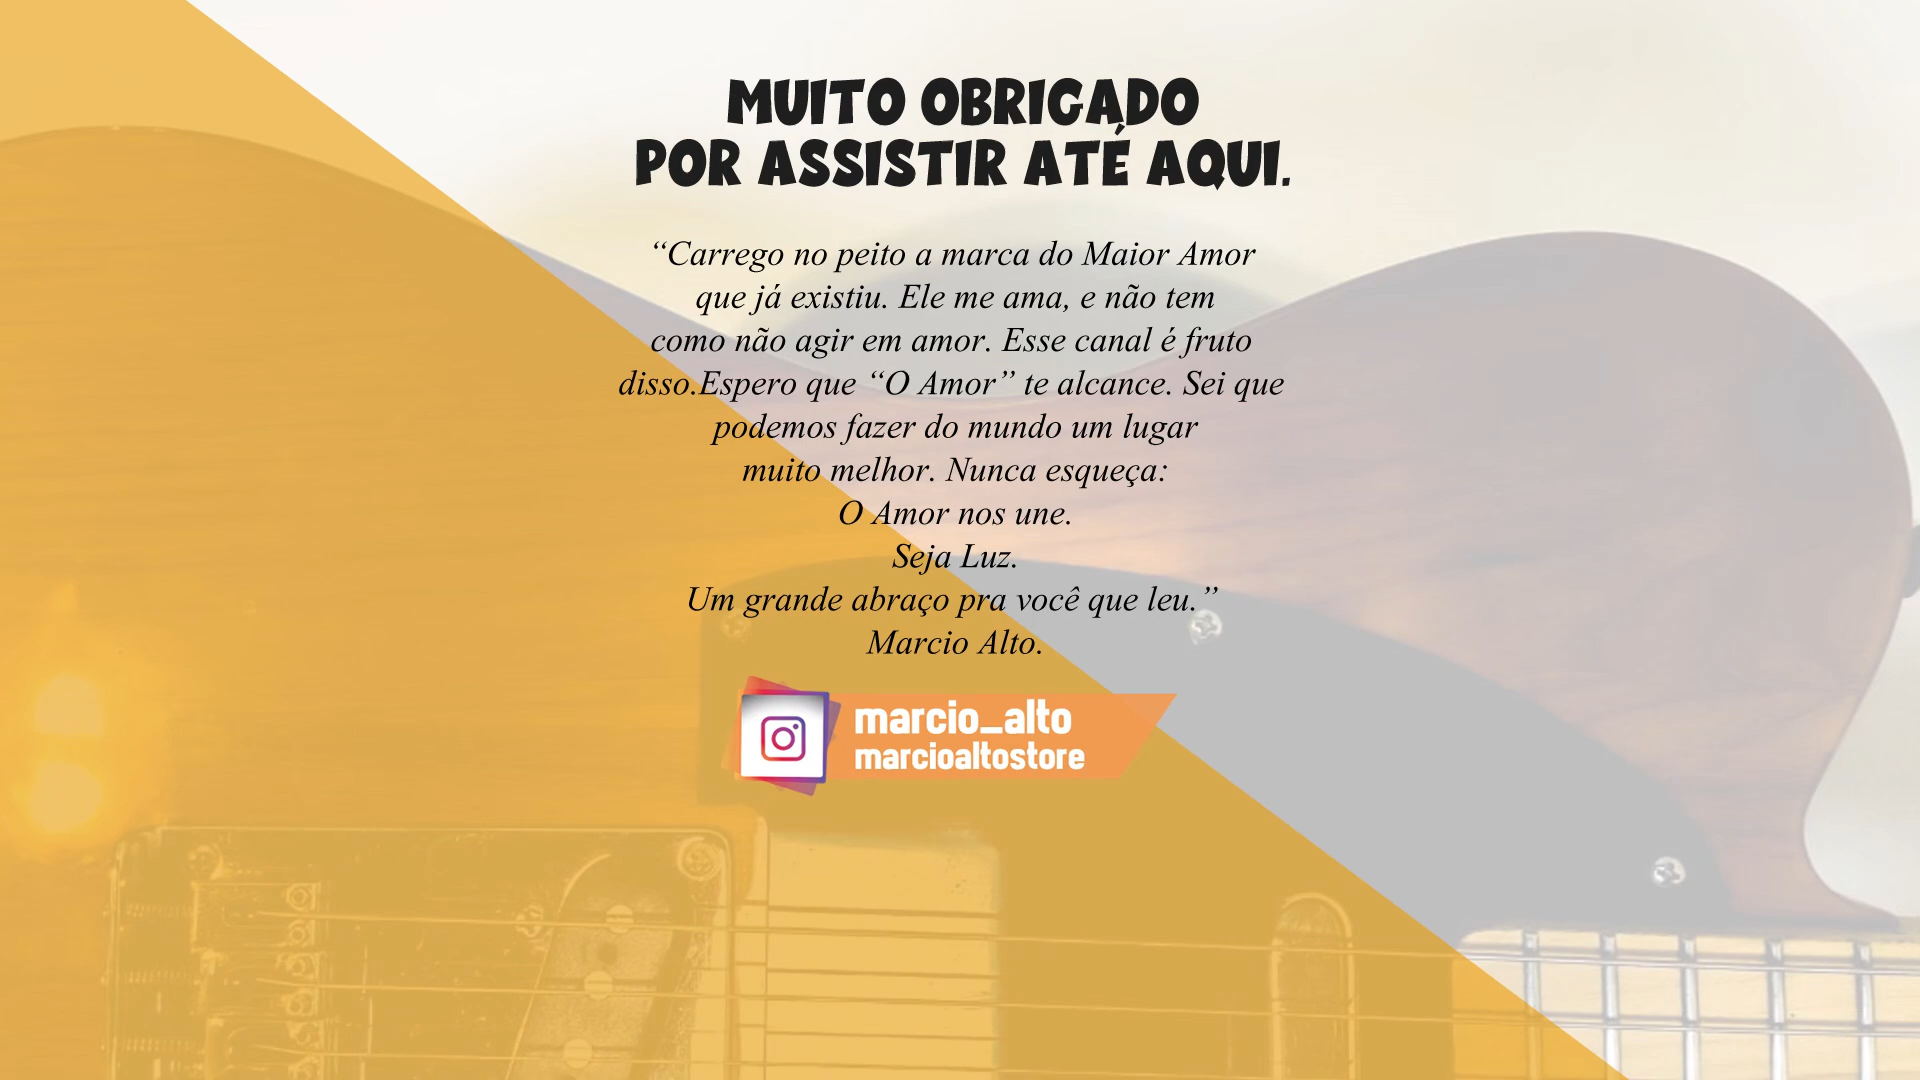 MUITO OBRIGADO
POR ASSISTIR ATÉ AQUI.
“Carrego no peito a marca do Maior Amor
que já existiu. Ele me ama, e não tem
como não agir em amor. Esse canal é fruto
disso.Espero que “O Amor” te alcance. Sei que
podemos fazer do mundo um lugar
muito melhor. Nunca esqueça:
O Amor nos une.
Seja Luz.
Um grande abraço pra você que leu.”
Marcio Alto.
marcio_alto
marcioaltostore